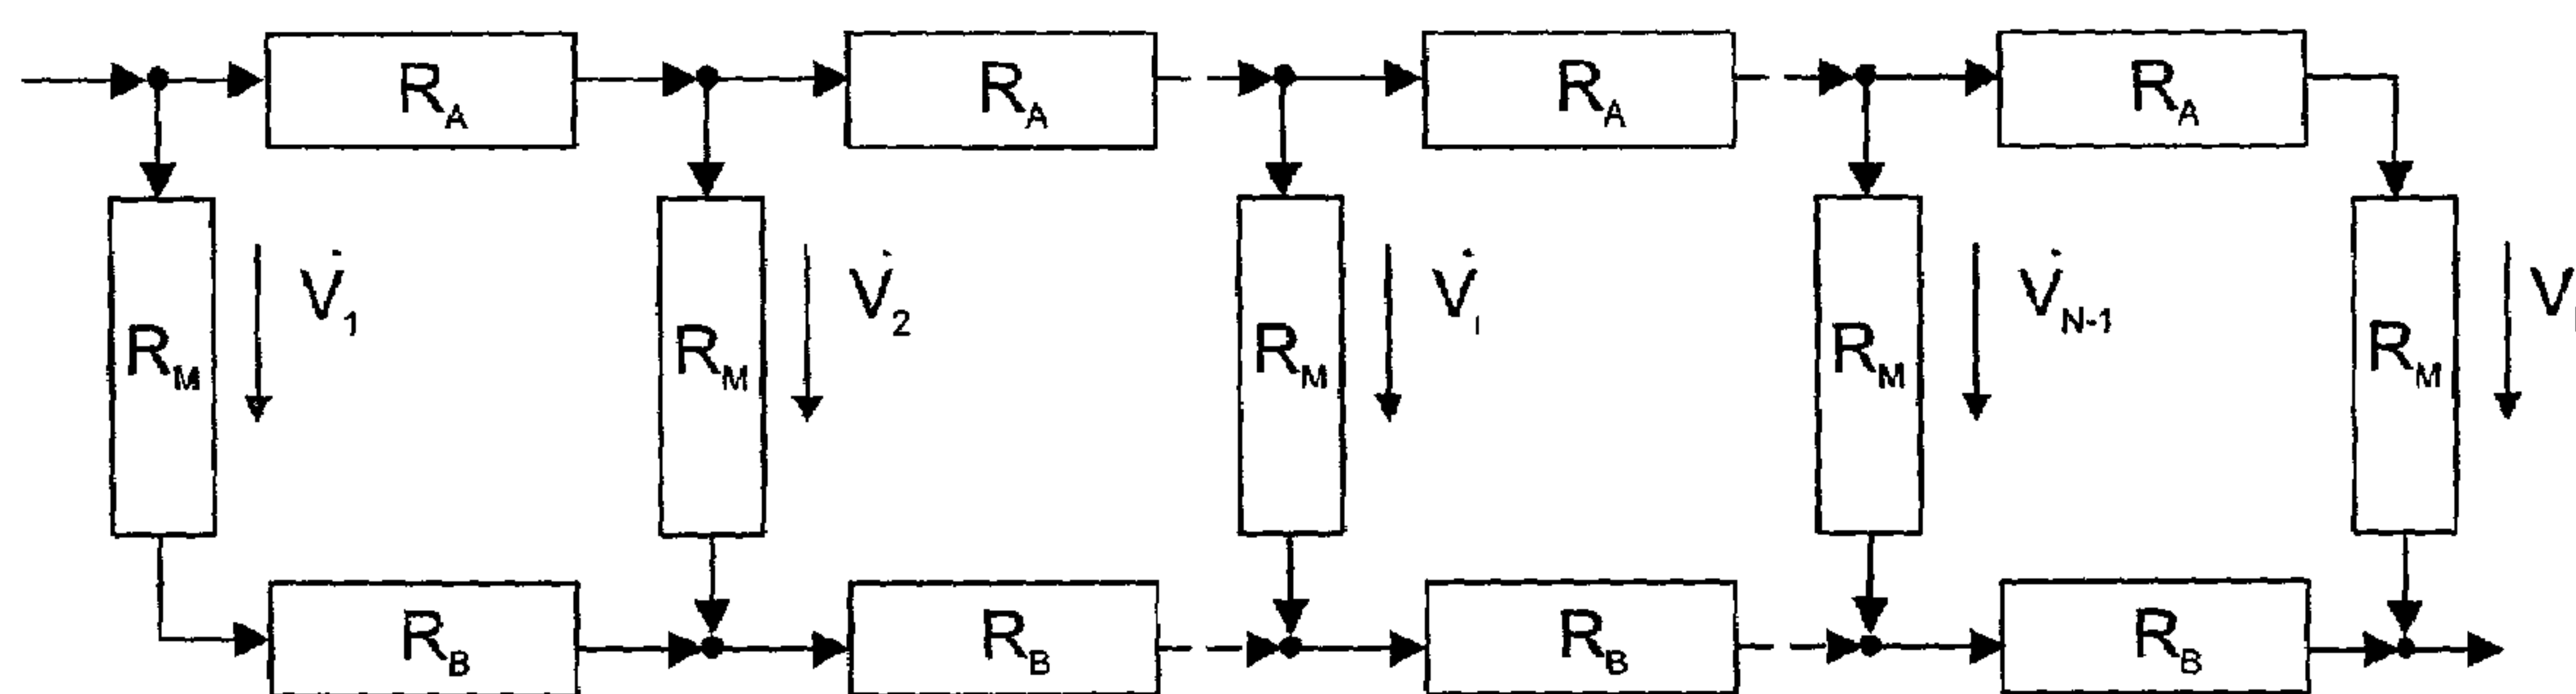 R_A R_A R_A R_A
R_M V̇_1 R_M V̇_2 R_M V̇_i R_M V̇_N-1 R_M
R_B R_B R_B R_B